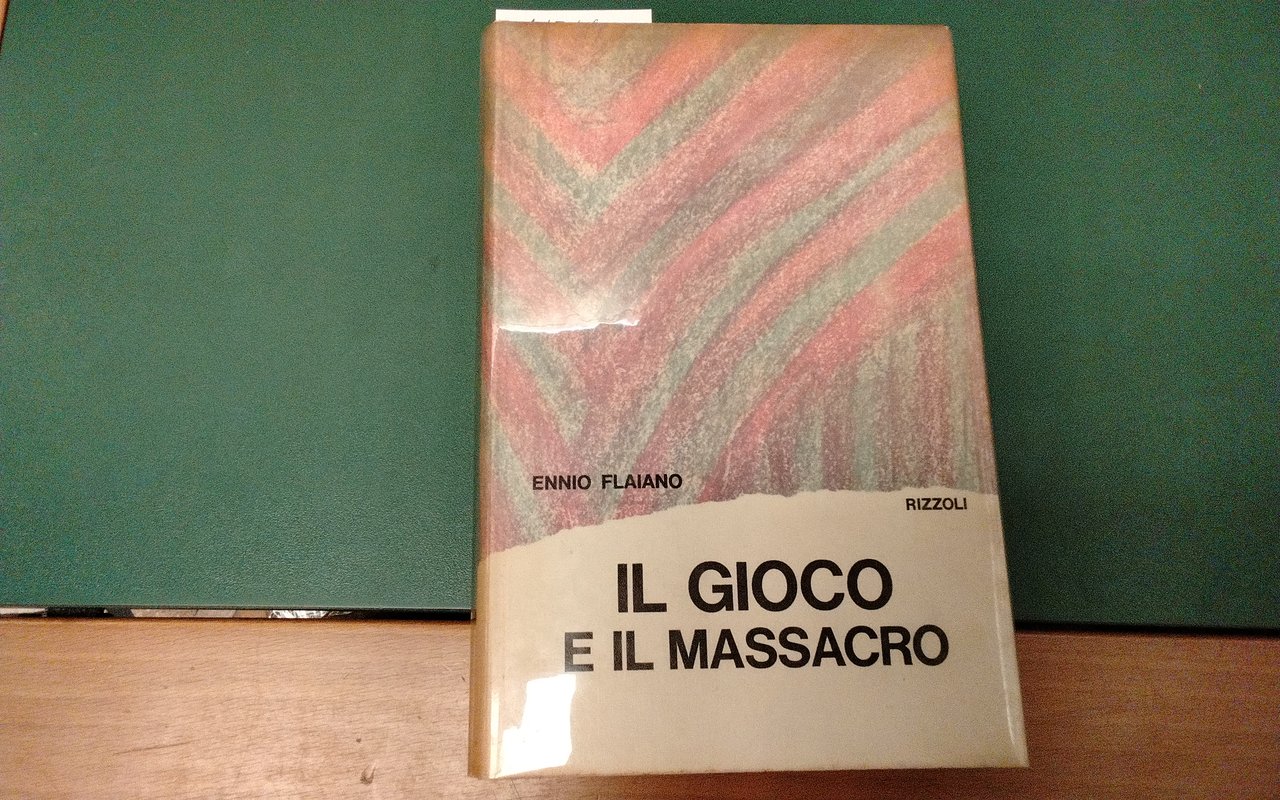 ENNIO FLAIANO
RIZZOLI
IL GIOCO
E IL MASSACRO